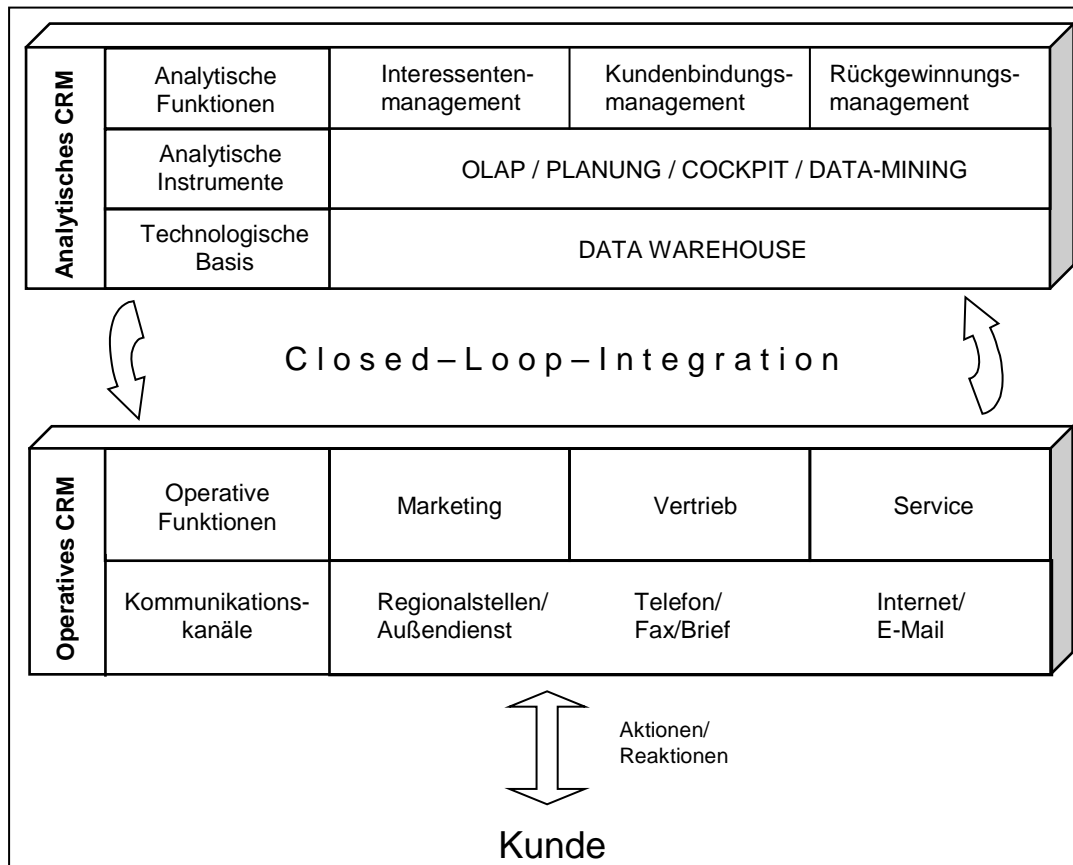 Analytisches CRM
Analytische
Funktionen
Interessenten-
management
Kundenbindungs-
management
Rückgewinnungs-
management
Analytische
Instrumente
OLAP / PLANUNG / COCKPIT / DATA-MINING
Technologische
Basis
DATA WAREHOUSE
Closed–Loop–Integration
Operatives CRM
Operative
Funktionen
Marketing
Vertrieb
Service
Kommunikations-
kanäle
Regionalstellen/
Außendienst
Telefon/
Fax/Brief
Internet/
E-Mail
Aktionen/
Reaktionen
Kunde